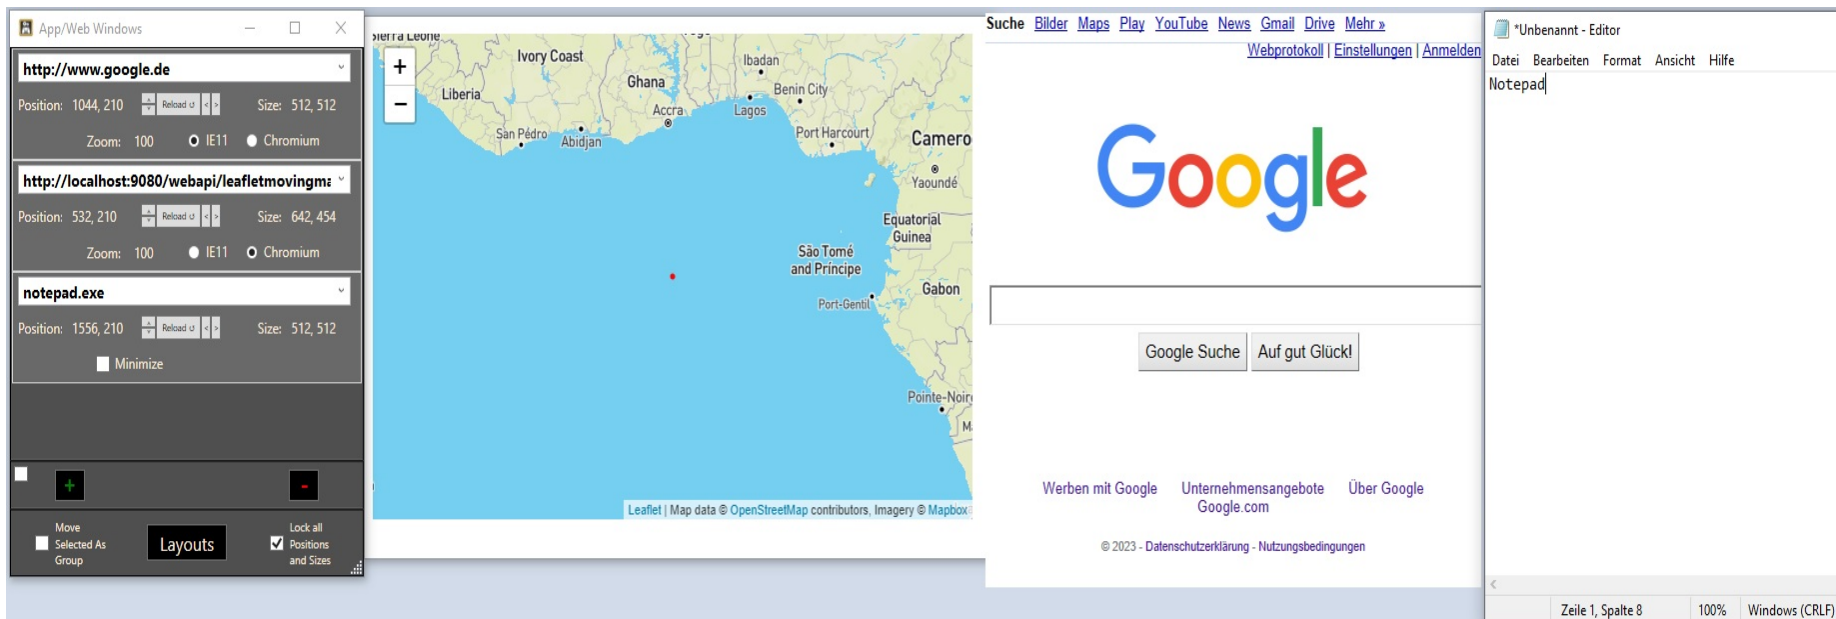 App/Web Windows
http://www.google.de
Position: 1044, 210
Reload
< >
Size: 512, 512
Zoom: 100
IE11
Chromium
http://localhost:9080/webapi/leafletmovingma
Position: 532, 210
Reload
< >
Size: 642, 454
Zoom: 100
IE11
Chromium
notepad.exe
Position: 1556, 210
Reload
< >
Size: 512, 512
Minimize
+
-
Move
Selected As
Group
Layouts
Lock all
Positions
and Sizes
Sierra Leone
+
−
Ivory Coast
Liberia
Ghana
Accra
San Pédro
Abidjan
Ibadan
Benin City
Lagos
Port Harcourt
Camero
Yaoundé
Equatorial
Guinea
São Tomé
and Príncipe
Gabon
Port-Gentil
Pointe-Noir
Leaflet | Map data © OpenStreetMap contributors, Imagery © Mapbox
Suche Bilder Maps Play YouTube News Gmail Drive Mehr »
Webprotokoll | Einstellungen | Anmelden
Google
Google Suche
Auf gut Glück!
Werben mit Google Unternehmensangebote Über Google
Google.com
© 2023 - Datenschutzerklärung - Nutzungsbedingungen
*Unbenannt - Editor
Datei Bearbeiten Format Ansicht Hilfe
Notepad
Zeile 1, Spalte 8
100%
Windows (CRLF)